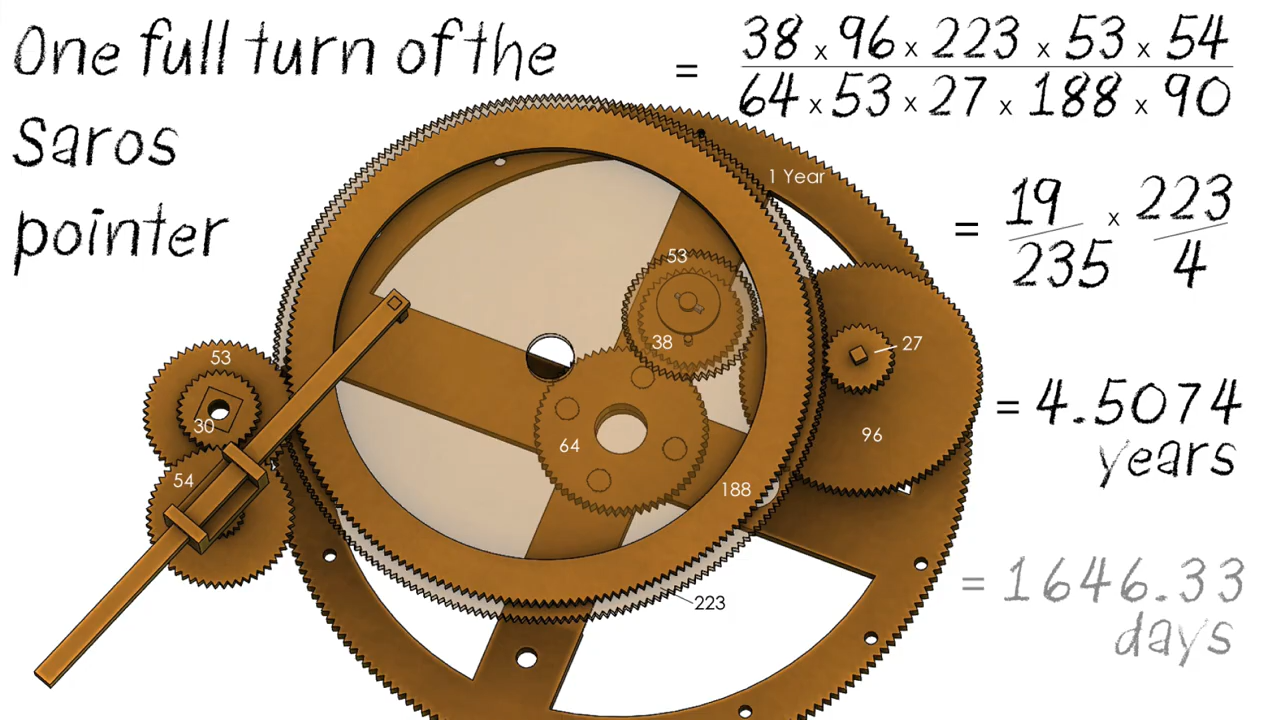 One full turn of the
Saros
pointer
= 38 x 96 x 223 x 53 x 54
64 x 53 x 27 x 188 x 90
= 19 x 223
235 4
= 4.5074
years
= 1646.33
days
1 Year
53
38
27
53
30
96
64
54
188
223